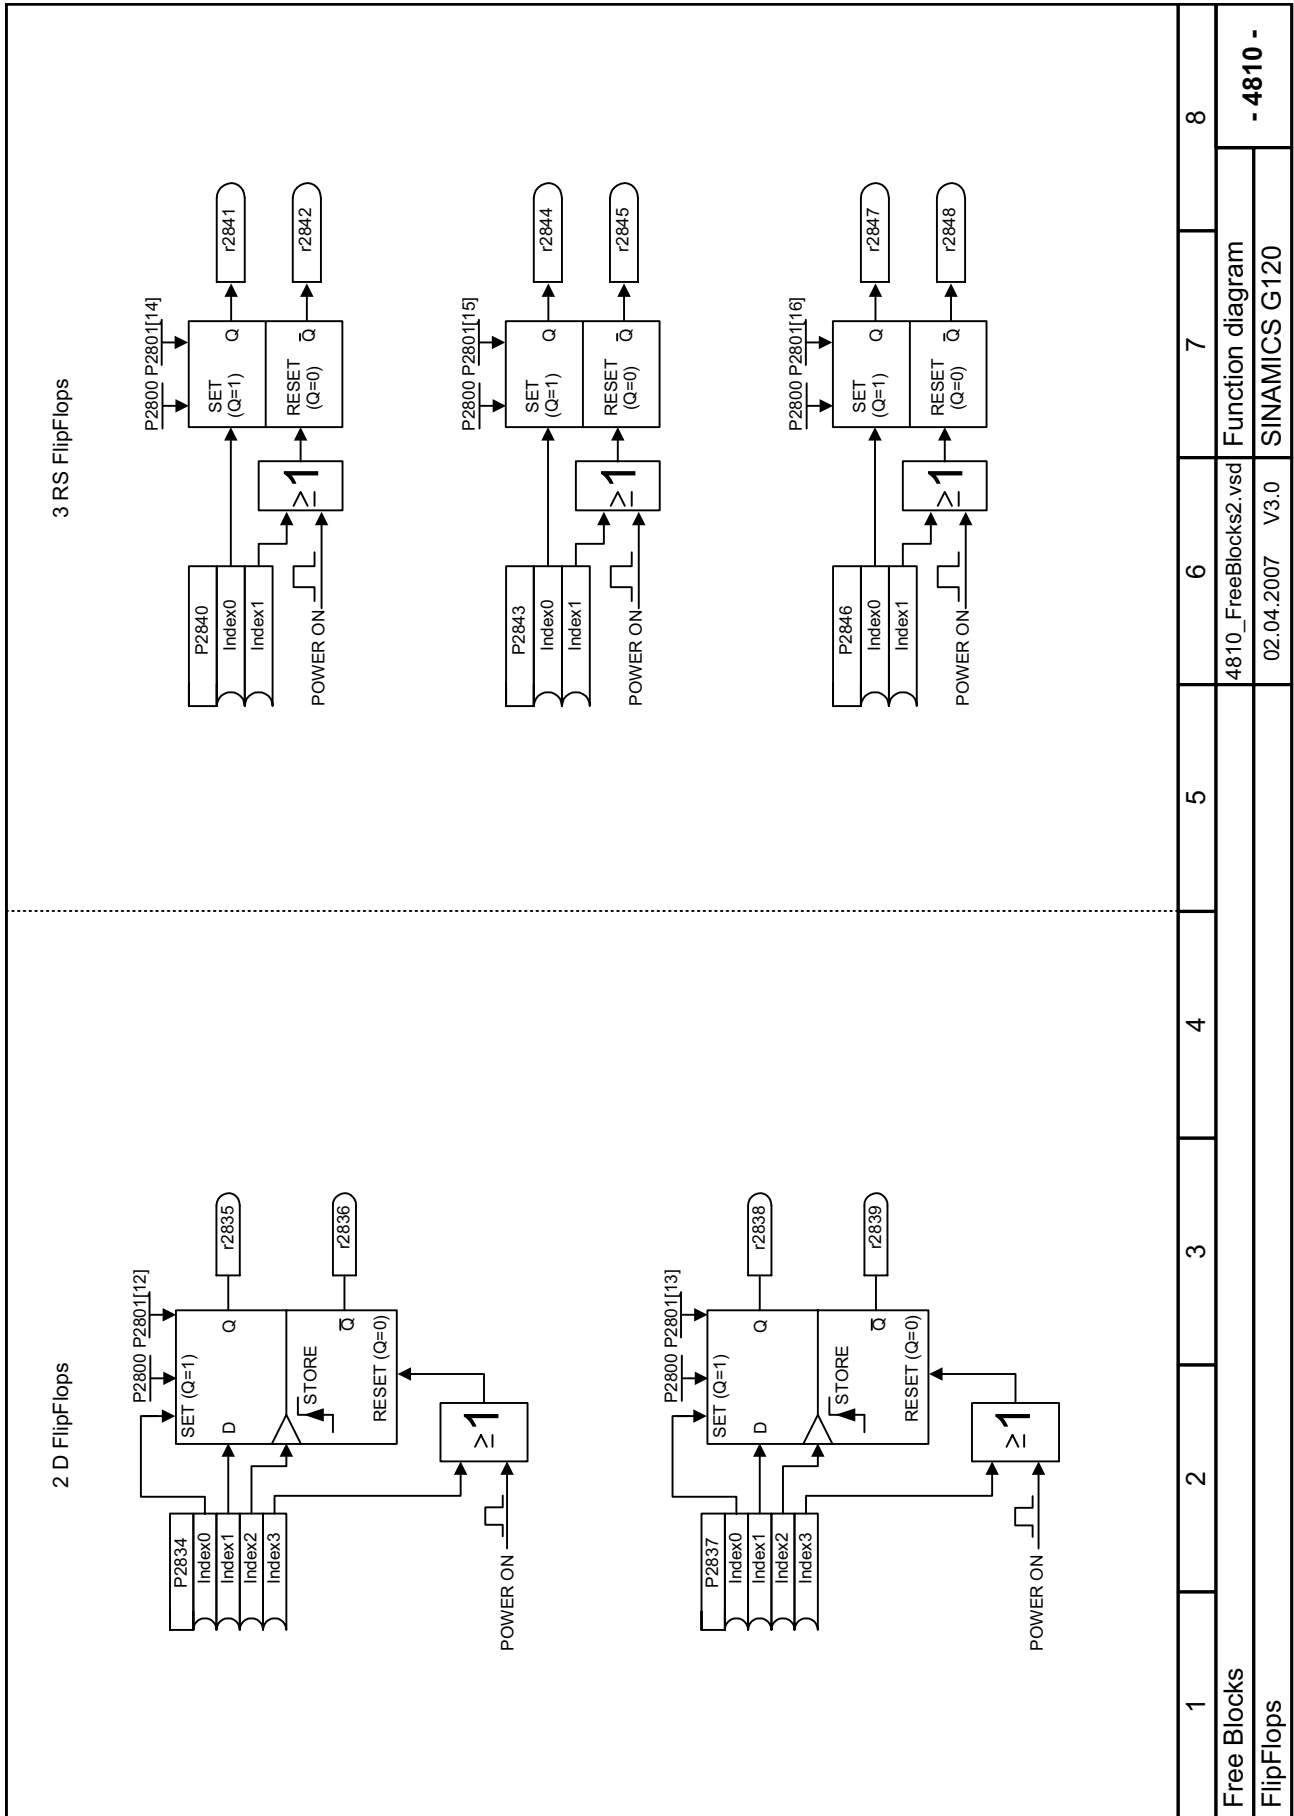 2 D FlipFlops
P2800 P2801[12]
P2834
Index0
Index1
Index2
Index3
SET (Q=1)
D
Q
STORE
Q̅
RESET (Q=0)
r2835
r2836
≥1
POWER ON
P2800 P2801[13]
P2837
Index0
Index1
Index2
Index3
SET (Q=1)
D
Q
STORE
Q̅
RESET (Q=0)
r2838
r2839
≥1
POWER ON
3 RS FlipFlops
P2800 P2801[14]
P2840
Index0
Index1
SET
(Q=1)
Q
RESET
(Q=0)
Q̅
r2841
r2842
≥1
POWER ON
P2800 P2801[15]
P2843
Index0
Index1
SET
(Q=1)
Q
RESET
(Q=0)
Q̅
r2844
r2845
≥1
POWER ON
P2800 P2801[16]
P2846
Index0
Index1
SET
(Q=1)
Q
RESET
(Q=0)
Q̅
r2847
r2848
≥1
POWER ON
1 2 3 4 5 6 7 8
Free Blocks 4810_FreeBlocks2.vsd Function diagram
FlipFlops 02.04.2007 V3.0 SINAMICS G120
- 4810 -